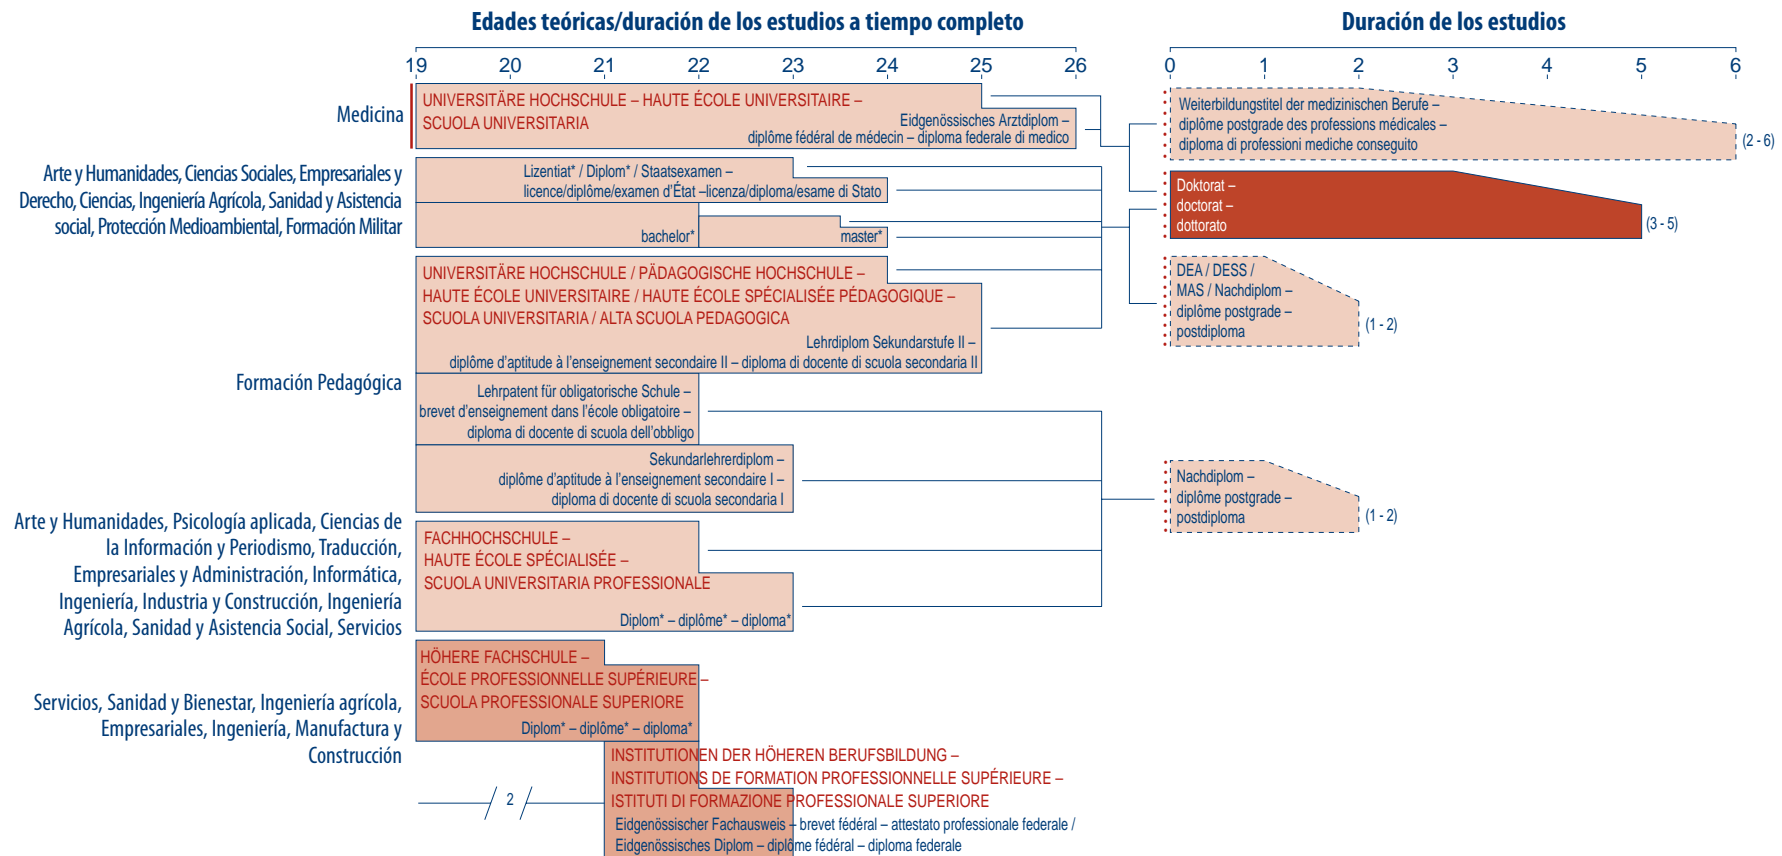 Edades teóricas/duración de los estudios a tiempo completo
Duración de los estudios
19 20 21 22 23 24 25 26
0 1 2 3 4 5 6
Medicina
UNIVERSITÄRE HOCHSCHULE – HAUTE ÉCOLE UNIVERSITAIRE –
SCUOLA UNIVERSITARIA
Eidgenössisches Arztdiplom –
diplôme fédéral de médecin – diploma federale di medico
Weiterbildungstitel der medizinischen Berufe –
diplôme postgrade des professions médicales –
diploma di professioni mediche conseguito
(2 - 6)
Arte y Humanidades, Ciencias Sociales, Empresariales y
Derecho, Ciencias, Ingeniería Agrícola, Sanidad y Asistencia
social, Protección Medioambiental, Formación Militar
Lizentiat* / Diplom* / Staatsexamen –
licence/diplôme/examen d'État –licenza/diploma/esame di Stato
bachelor*
master*
Doktorat –
doctorat –
dottorato
(3 - 5)
Formación Pedagógica
UNIVERSITÄRE HOCHSCHULE / PÄDAGOGISCHE HOCHSCHULE –
HAUTE ÉCOLE UNIVERSITAIRE / HAUTE ÉCOLE SPÉCIALISÉE PÉDAGOGIQUE –
SCUOLA UNIVERSITARIA / ALTA SCUOLA PEDAGOGICA
Lehrdiplom Sekundarstufe II –
diplôme d'aptitude à l'enseignement secondaire II – diploma di docente di scuola secondaria II
DEA / DESS /
MAS / Nachdiplom –
diplôme postgrade –
postdiploma
(1 - 2)
Lehrpatent für obligatorische Schule –
brevet d'enseignement dans l'école obligatoire –
diploma di docente di scuola dell'obbligo
Sekundarlehrerdiplom –
diplôme d'aptitude à l'enseignement secondaire I –
diploma di docente di scuola secondaria I
Nachdiplom –
diplôme postgrade –
postdiploma
(1 - 2)
Arte y Humanidades, Psicología aplicada, Ciencias de
la Información y Periodismo, Traducción,
Empresariales y Administración, Informática,
Ingeniería, Industria y Construcción, Ingeniería
Agrícola, Sanidad y Asistencia Social, Servicios
FACHHOCHSCHULE –
HAUTE ÉCOLE SPÉCIALISÉE –
SCUOLA UNIVERSITARIA PROFESSIONALE
Diplom* – diplôme* – diploma*
Servicios, Sanidad y Bienestar, Ingeniería agrícola,
Empresariales, Ingeniería, Manufactura y
Construcción
HÖHERE FACHSCHULE –
ÉCOLE PROFESSIONNELLE SUPÉRIEURE –
SCUOLA PROFESSIONALE SUPERIORE
Diplom* – diplôme* – diploma*
2
INSTITUTIONEN DER HÖHEREN BERUFSBILDUNG –
INSTITUTIONS DE FORMATION PROFESSIONNELLE SUPÉRIEURE –
ISTITUTI DI FORMAZIONE PROFESSIONALE SUPERIORE
Eidgenössischer Fachausweis – brevet fédéral – attestato professionale federale /
Eidgenössisches Diplom – diplôme fédéral – diploma federale